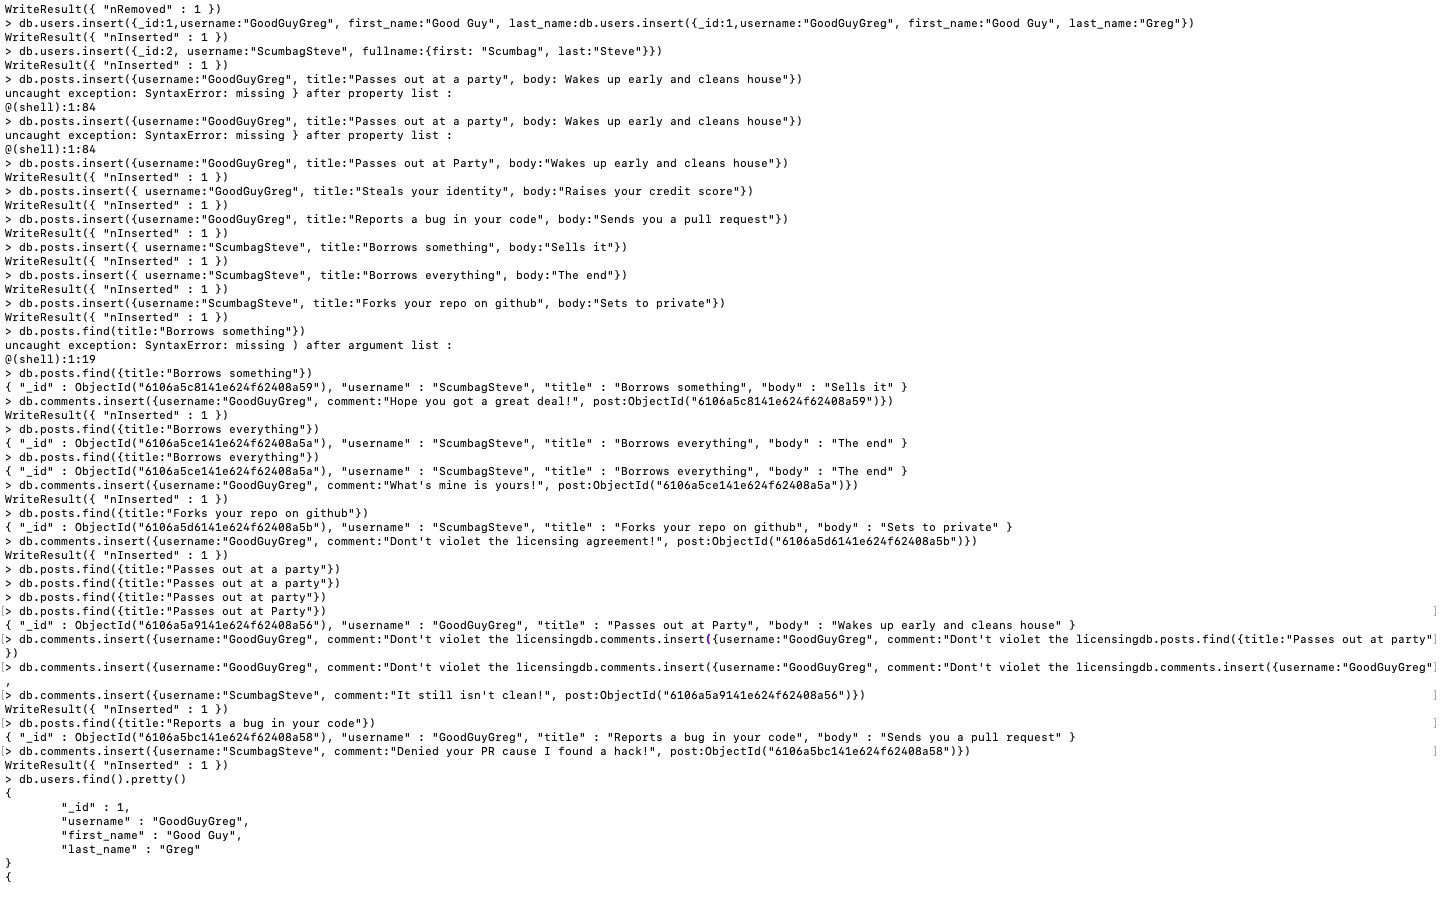 WriteResult({ "nRemoved" : 1 })
> db.users.insert({_id:1,username:"GoodGuyGreg", first_name:"Good Guy", last_name:db.users.insert({_id:1,username:"GoodGuyGreg", first_name:"Good Guy", last_name:"Greg"})
WriteResult({ "nInserted" : 1 })
> db.users.insert({_id:2, username:"ScumbagSteve", fullname:{first: "Scumbag", last:"Steve"}})
WriteResult({ "nInserted" : 1 })
> db.posts.insert({username:"GoodGuyGreg", title:"Passes out at a party", body: Wakes up early and cleans house"})
uncaught exception: SyntaxError: missing } after property list :
@(shell):1:84
> db.posts.insert({username:"GoodGuyGreg", title:"Passes out at a party", body: Wakes up early and cleans house"})
uncaught exception: SyntaxError: missing } after property list :
@(shell):1:84
> db.posts.insert({username:"GoodGuyGreg", title:"Passes out at Party", body:"Wakes up early and cleans house"})
WriteResult({ "nInserted" : 1 })
> db.posts.insert({ username:"GoodGuyGreg", title:"Steals your identity", body:"Raises your credit score"})
WriteResult({ "nInserted" : 1 })
> db.posts.insert({username:"GoodGuyGreg", title:"Reports a bug in your code", body:"Sends you a pull request"})
WriteResult({ "nInserted" : 1 })
> db.posts.insert({ username:"ScumbagSteve", title:"Borrows something", body:"Sells it"})
WriteResult({ "nInserted" : 1 })
> db.posts.insert({ username:"ScumbagSteve", title:"Borrows everything", body:"The end"})
WriteResult({ "nInserted" : 1 })
> db.posts.insert({username:"ScumbagSteve", title:"Forks your repo on github", body:"Sets to private"})
WriteResult({ "nInserted" : 1 })
> db.posts.find(title:"Borrows something"})
uncaught exception: SyntaxError: missing ) after argument list :
@(shell):1:19
> db.posts.find({title:"Borrows something"})
{ "_id" : ObjectId("6106a5c8141e624f62408a59"), "username" : "ScumbagSteve", "title" : "Borrows something", "body" : "Sells it" }
> db.comments.insert({username:"GoodGuyGreg", comment:"Hope you got a great deal!", post:ObjectId("6106a5c8141e624f62408a59")})
WriteResult({ "nInserted" : 1 })
> db.posts.find({title:"Borrows everything"})
{ "_id" : ObjectId("6106a5ce141e624f62408a5a"), "username" : "ScumbagSteve", "title" : "Borrows everything", "body" : "The end" }
> db.posts.find({title:"Borrows everything"})
{ "_id" : ObjectId("6106a5ce141e624f62408a5a"), "username" : "ScumbagSteve", "title" : "Borrows everything", "body" : "The end" }
> db.comments.insert({username:"GoodGuyGreg", comment:"What's mine is yours!", post:ObjectId("6106a5ce141e624f62408a5a")})
WriteResult({ "nInserted" : 1 })
> db.posts.find({title:"Forks your repo on github"})
{ "_id" : ObjectId("6106a5d6141e624f62408a5b"), "username" : "ScumbagSteve", "title" : "Forks your repo on github", "body" : "Sets to private" }
> db.comments.insert({username:"GoodGuyGreg", comment:"Dont't violet the licensing agreement!", post:ObjectId("6106a5d6141e624f62408a5b")})
WriteResult({ "nInserted" : 1 })
> db.posts.find({title:"Passes out at a party"})
> db.posts.find({title:"Passes out at a party"})
> db.posts.find({title:"Passes out at party"})
[> db.posts.find({title:"Passes out at Party"}) ]
{ "_id" : ObjectId("6106a5a9141e624f62408a56"), "username" : "GoodGuyGreg", "title" : "Passes out at Party", "body" : "Wakes up early and cleans house" }
[> db.comments.insert({username:"GoodGuyGreg", comment:"Dont't violet the licensingdb.comments.insert({username:"GoodGuyGreg", comment:"Dont't violet the licensingdb.posts.find({title:"Passes out at party"]
})
[> db.comments.insert({username:"GoodGuyGreg", comment:"Dont't violet the licensingdb.comments.insert({username:"GoodGuyGreg", comment:"Dont't violet the licensingdb.comments.insert({username:"GoodGuyGreg"]
,
[> db.comments.insert({username:"ScumbagSteve", comment:"It still isn't clean!", post:ObjectId("6106a5a9141e624f62408a56")}) ]
WriteResult({ "nInserted" : 1 })
[> db.posts.find({title:"Reports a bug in your code"}) ]
{ "_id" : ObjectId("6106a5bc141e624f62408a58"), "username" : "GoodGuyGreg", "title" : "Reports a bug in your code", "body" : "Sends you a pull request" }
[> db.comments.insert({username:"ScumbagSteve", comment:"Denied your PR cause I found a hack!", post:ObjectId("6106a5bc141e624f62408a58")}) ]
WriteResult({ "nInserted" : 1 })
> db.users.find().pretty()
{
"_id" : 1,
"username" : "GoodGuyGreg",
"first_name" : "Good Guy",
"last_name" : "Greg"
}
{